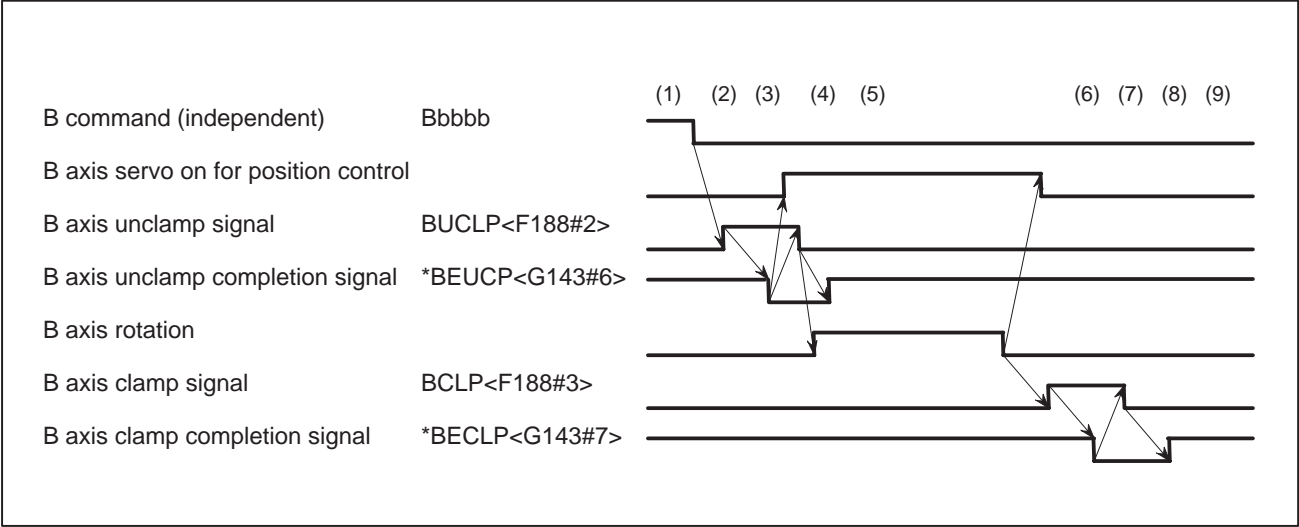 (1) (2) (3) (4) (5) (6) (7) (8) (9)
B command (independent) Bbbbb
B axis servo on for position control
B axis unclamp signal BUCLP<F188#2>
B axis unclamp completion signal *BEUCP<G143#6>
B axis rotation
B axis clamp signal BCLP<F188#3>
B axis clamp completion signal *BECLP<G143#7>